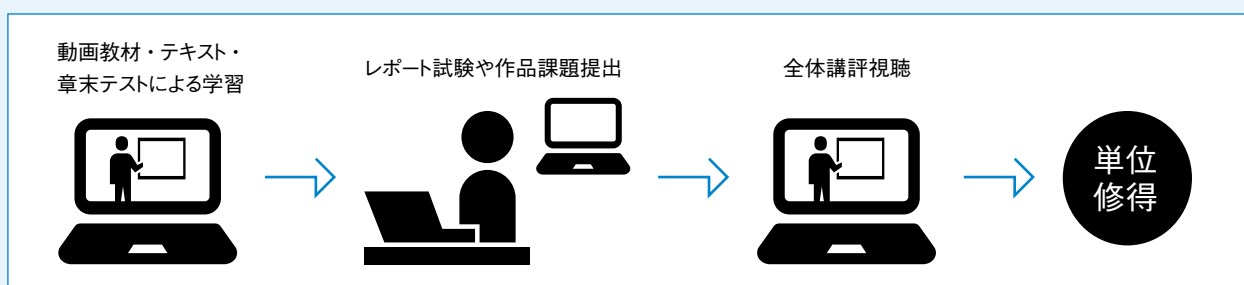 動画教材・テキスト・
章末テストによる学習
レポート試験や作品課題提出
全体講評視聴
単位
修得